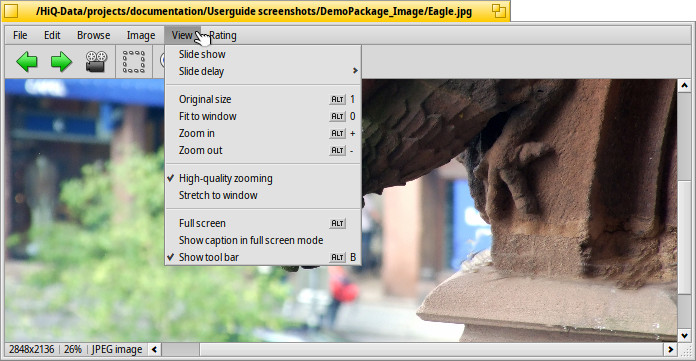 /HiQ-Data/projects/documentation/Userguide screenshots/DemoPackage_Image/Eagle.jpg
File Edit Browse Image View Rating
Slide show
Slide delay
Original size ALT 1
Fit to window ALT 0
Zoom in ALT +
Zoom out ALT -
High-quality zooming
Stretch to window
Full screen ALT
Show caption in full screen mode
Show tool bar ALT B
2848x2136 26% JPEG image